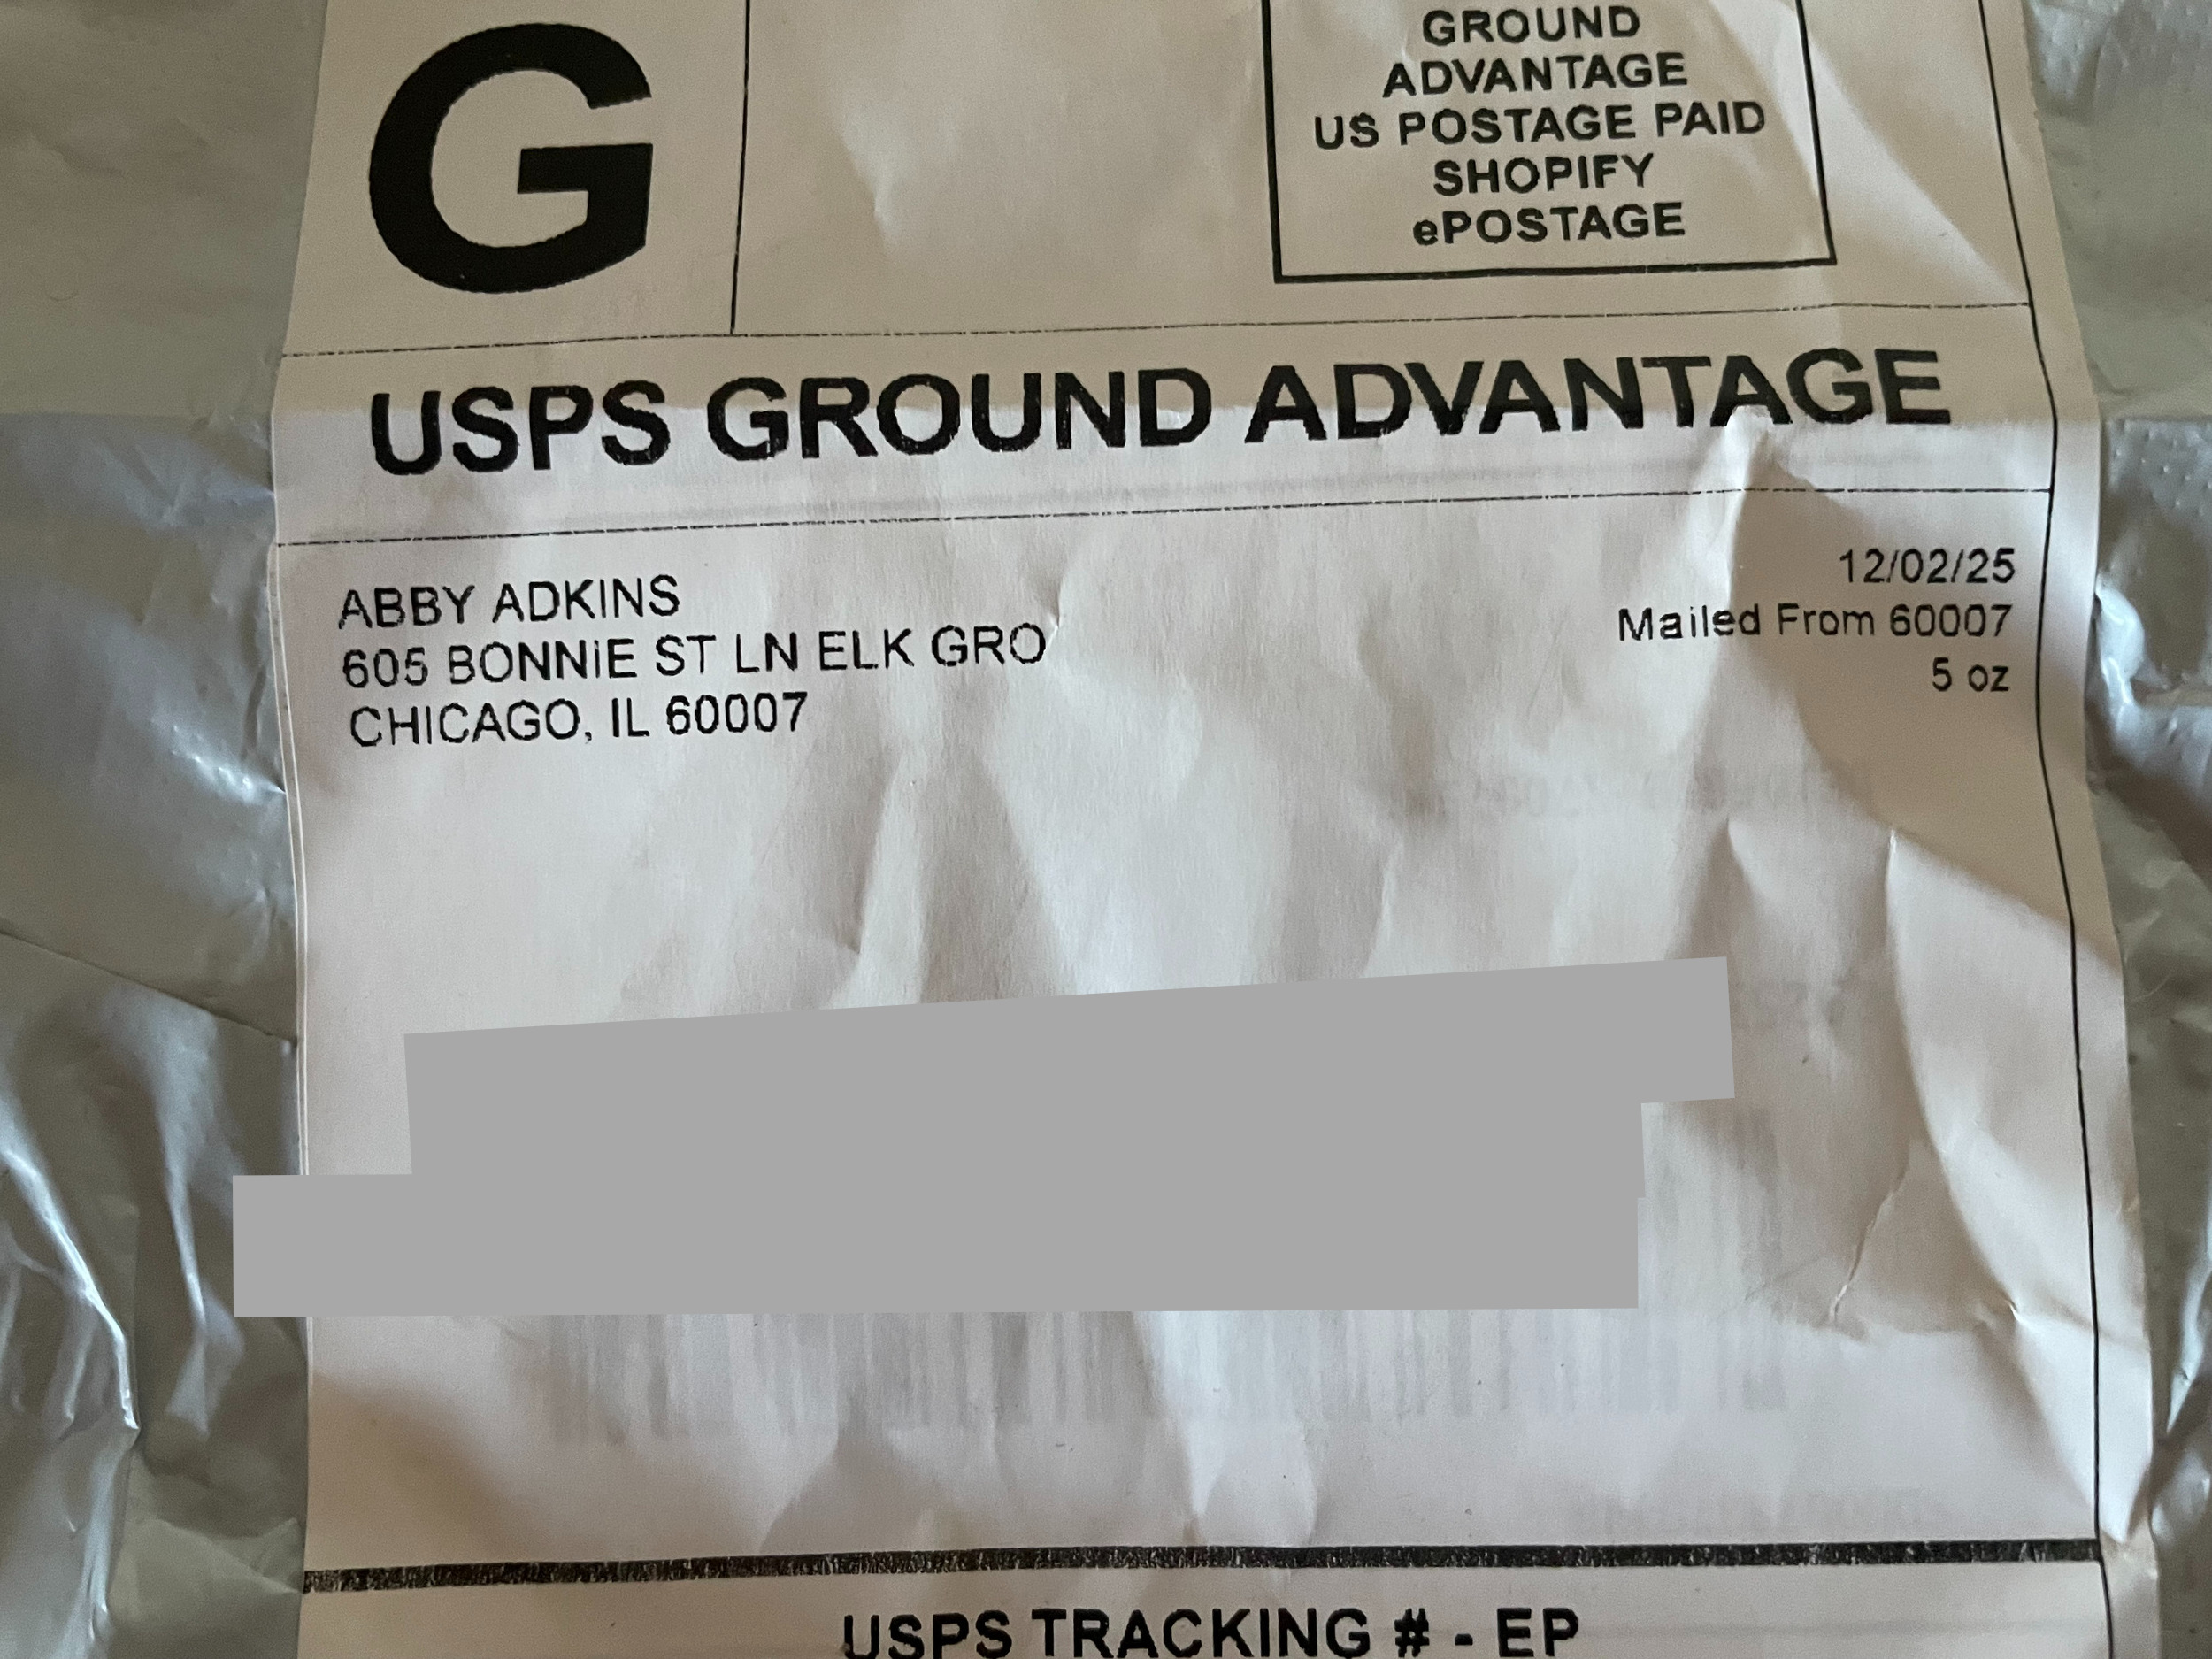 G
GROUND
ADVANTAGE
US POSTAGE PAID
SHOPIFY
ePOSTAGE
USPS GROUND ADVANTAGE
ABBY ADKINS
605 BONNiE ST LN ELK GRO
CHICAGO, IL 60007
12/02/25
Mailed From 60007
5 oz
USPS TRACKING # - EP